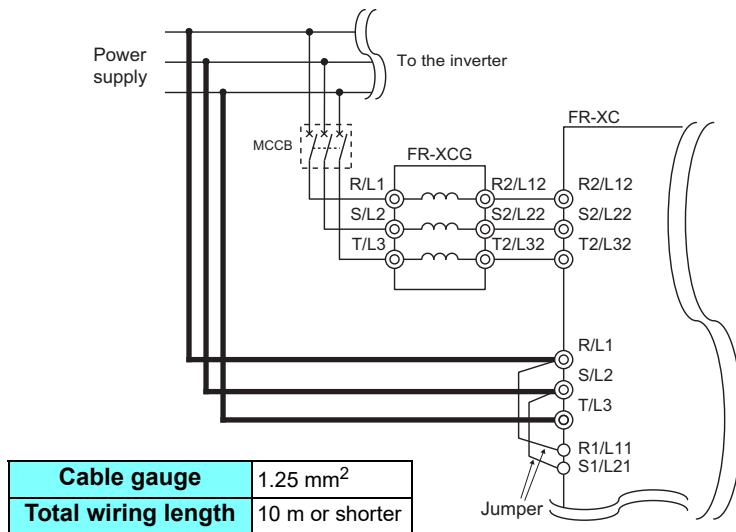 Power
supply
To the inverter
FR-XC
MCCB
FR-XCG
R/L1
R2/L12
R2/L12
S/L2
S2/L22
S2/L22
T/L3
T2/L32
T2/L32
R/L1
S/L2
T/L3
R1/L11
S1/L21
Jumper
Cable gauge 1.25 mm²
Total wiring length 10 m or shorter